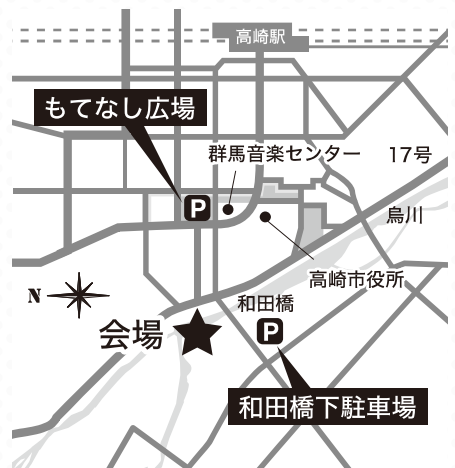 高崎駅
もてなし広場
群馬音楽センター
17号
P
烏川
高崎市役所
N
和田橋
会場
P
和田橋下駐車場